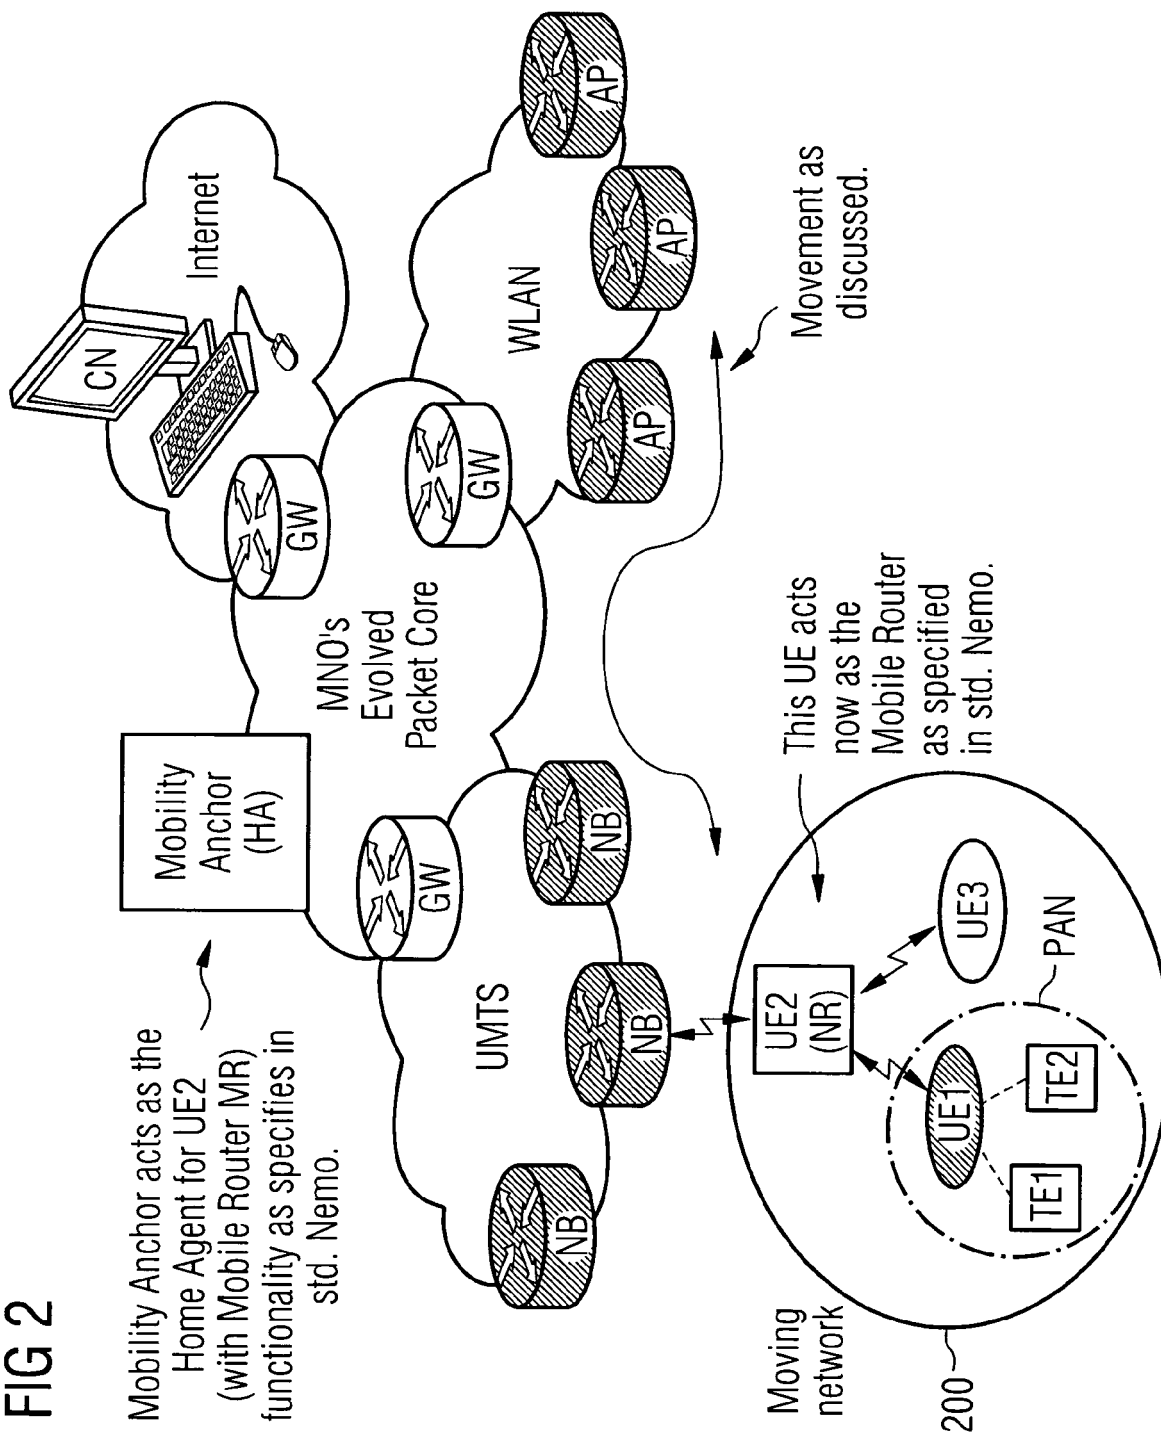 FIG 2
Mobility Anchor acts as the
Home Agent for UE2
(with Mobile Router MR)
functionality as specifies in
std. Nemo.
Mobility
Anchor
(HA)
CN
Internet
GW
GW
GW
MNO's
Evolved
Packet Core
UMTS
WLAN
NB
NB
NB
AP
AP
AP
Movement as
discussed.
This UE acts
now as the
Mobile Router
as specified
in std. Nemo.
Moving
network
200
UE2
(NR)
UE1
UE3
TE1
TE2
PAN